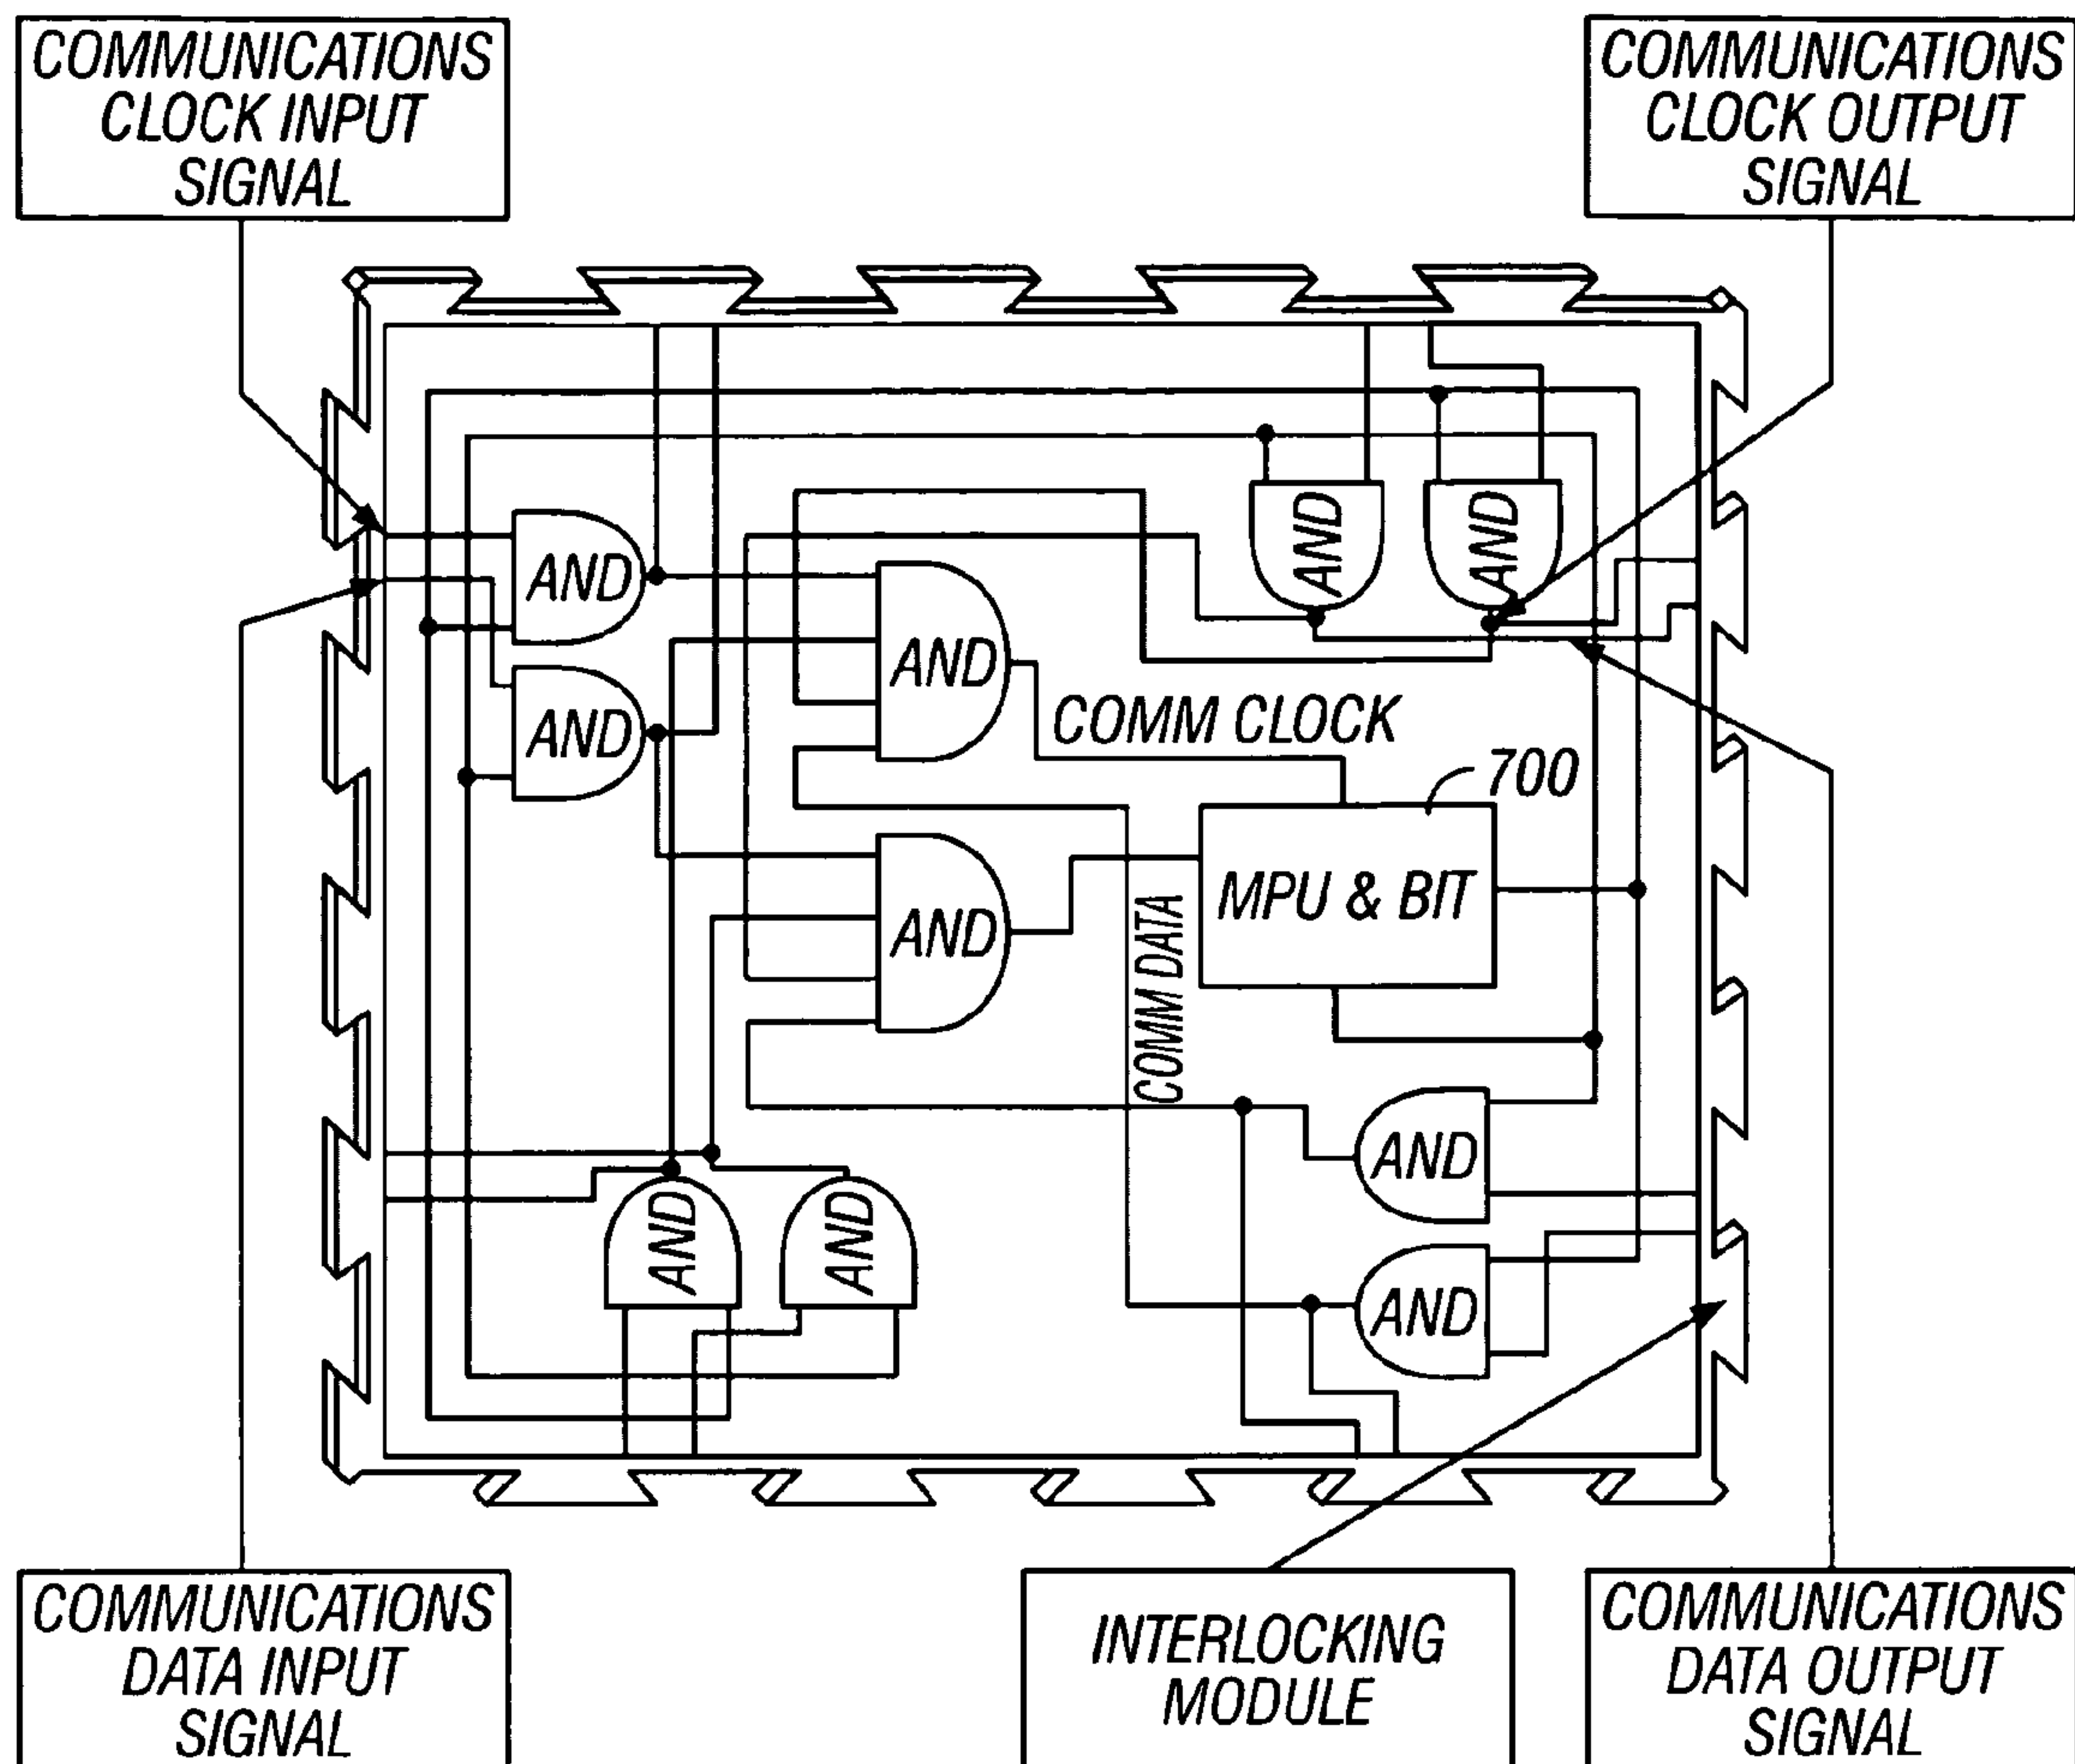 COMMUNICATIONS
CLOCK INPUT
SIGNAL
COMMUNICATIONS
CLOCK OUTPUT
SIGNAL
AND
AND
AND
AND
AND
AND
COMM CLOCK
700
MPU & BIT
COMM DATA
AND
AND
AND
AND
COMMUNICATIONS
DATA INPUT
SIGNAL
INTERLOCKING
MODULE
COMMUNICATIONS
DATA OUTPUT
SIGNAL